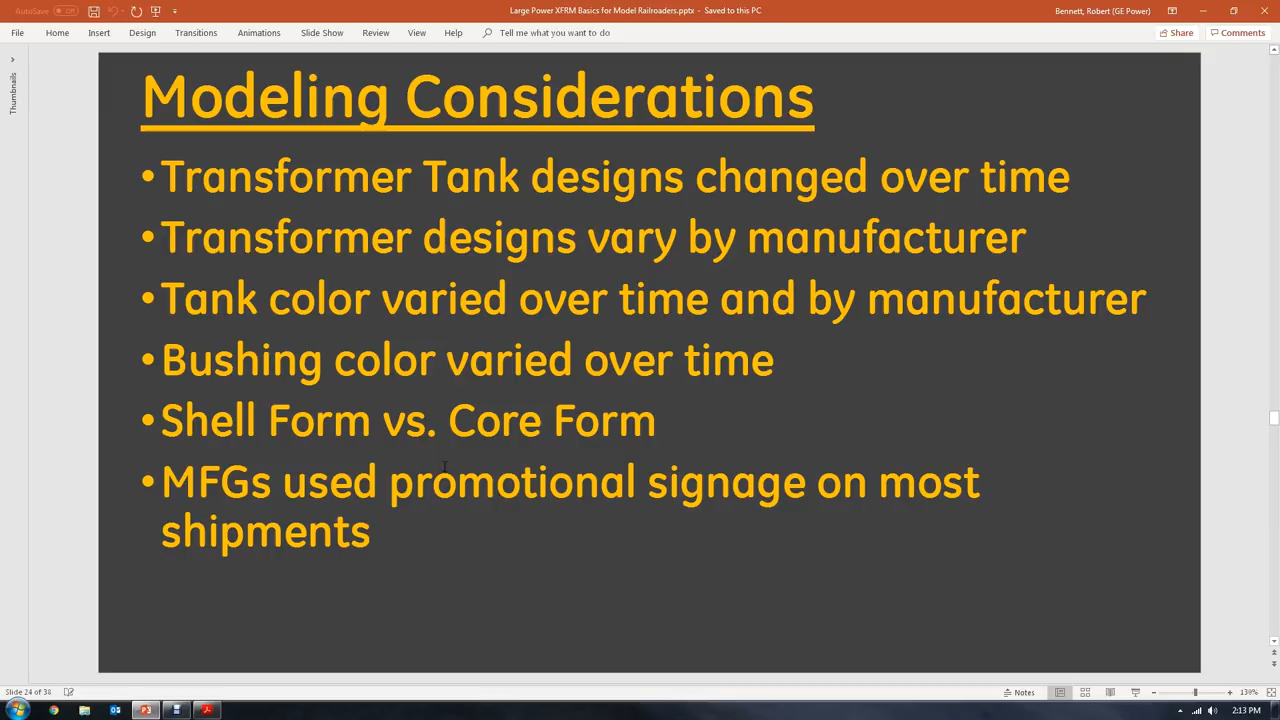 AutoSave Off
Large Power XFRM Basics for Model Railroaders.pptx - Saved to this PC
Bennett, Robert (GE Power)
File Home Insert Design Transitions Animations Slide Show Review View Help Tell me what you want to do
Share Comments
Thumbnails
Modeling Considerations
•Transformer Tank designs changed over time
•Transformer designs vary by manufacturer
•Tank color varied over time and by manufacturer
•Bushing color varied over time
•Shell Form vs. Core Form
•MFGs used promotional signage on most
shipments
Slide 24 of 38
Notes
130%
2:13 PM